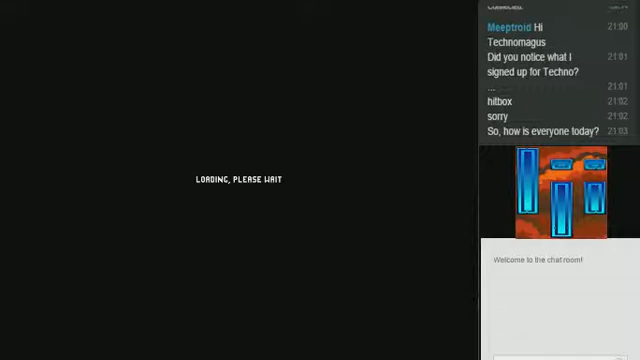 Meeptroid Hi 21:00
Technomagus
Did you notice what I 21:01
signed up for Techno?
... 21:01
hitbox 21:02
sorry 21:02
So, how is everyone today? 21:03
LOADING, PLEASE WAIT
Welcome to the chat room!